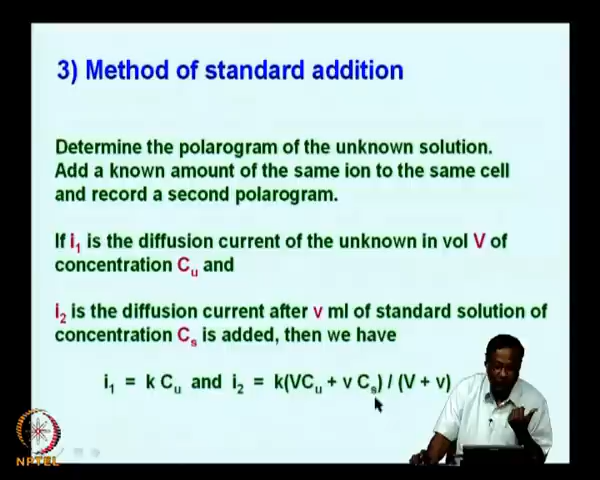 3) Method of standard addition
Determine the polarogram of the unknown solution.
Add a known amount of the same ion to the same cell
and record a second polarogram.
If i₁ is the diffusion current of the unknown in vol V of
concentration Cᵤ and
i₂ is the diffusion current after v ml of standard solution of
concentration Cₛ is added, then we have
i₁ = k Cᵤ and i₂ = k(VCᵤ + v Cₛ) / (V + v)
NPTEL